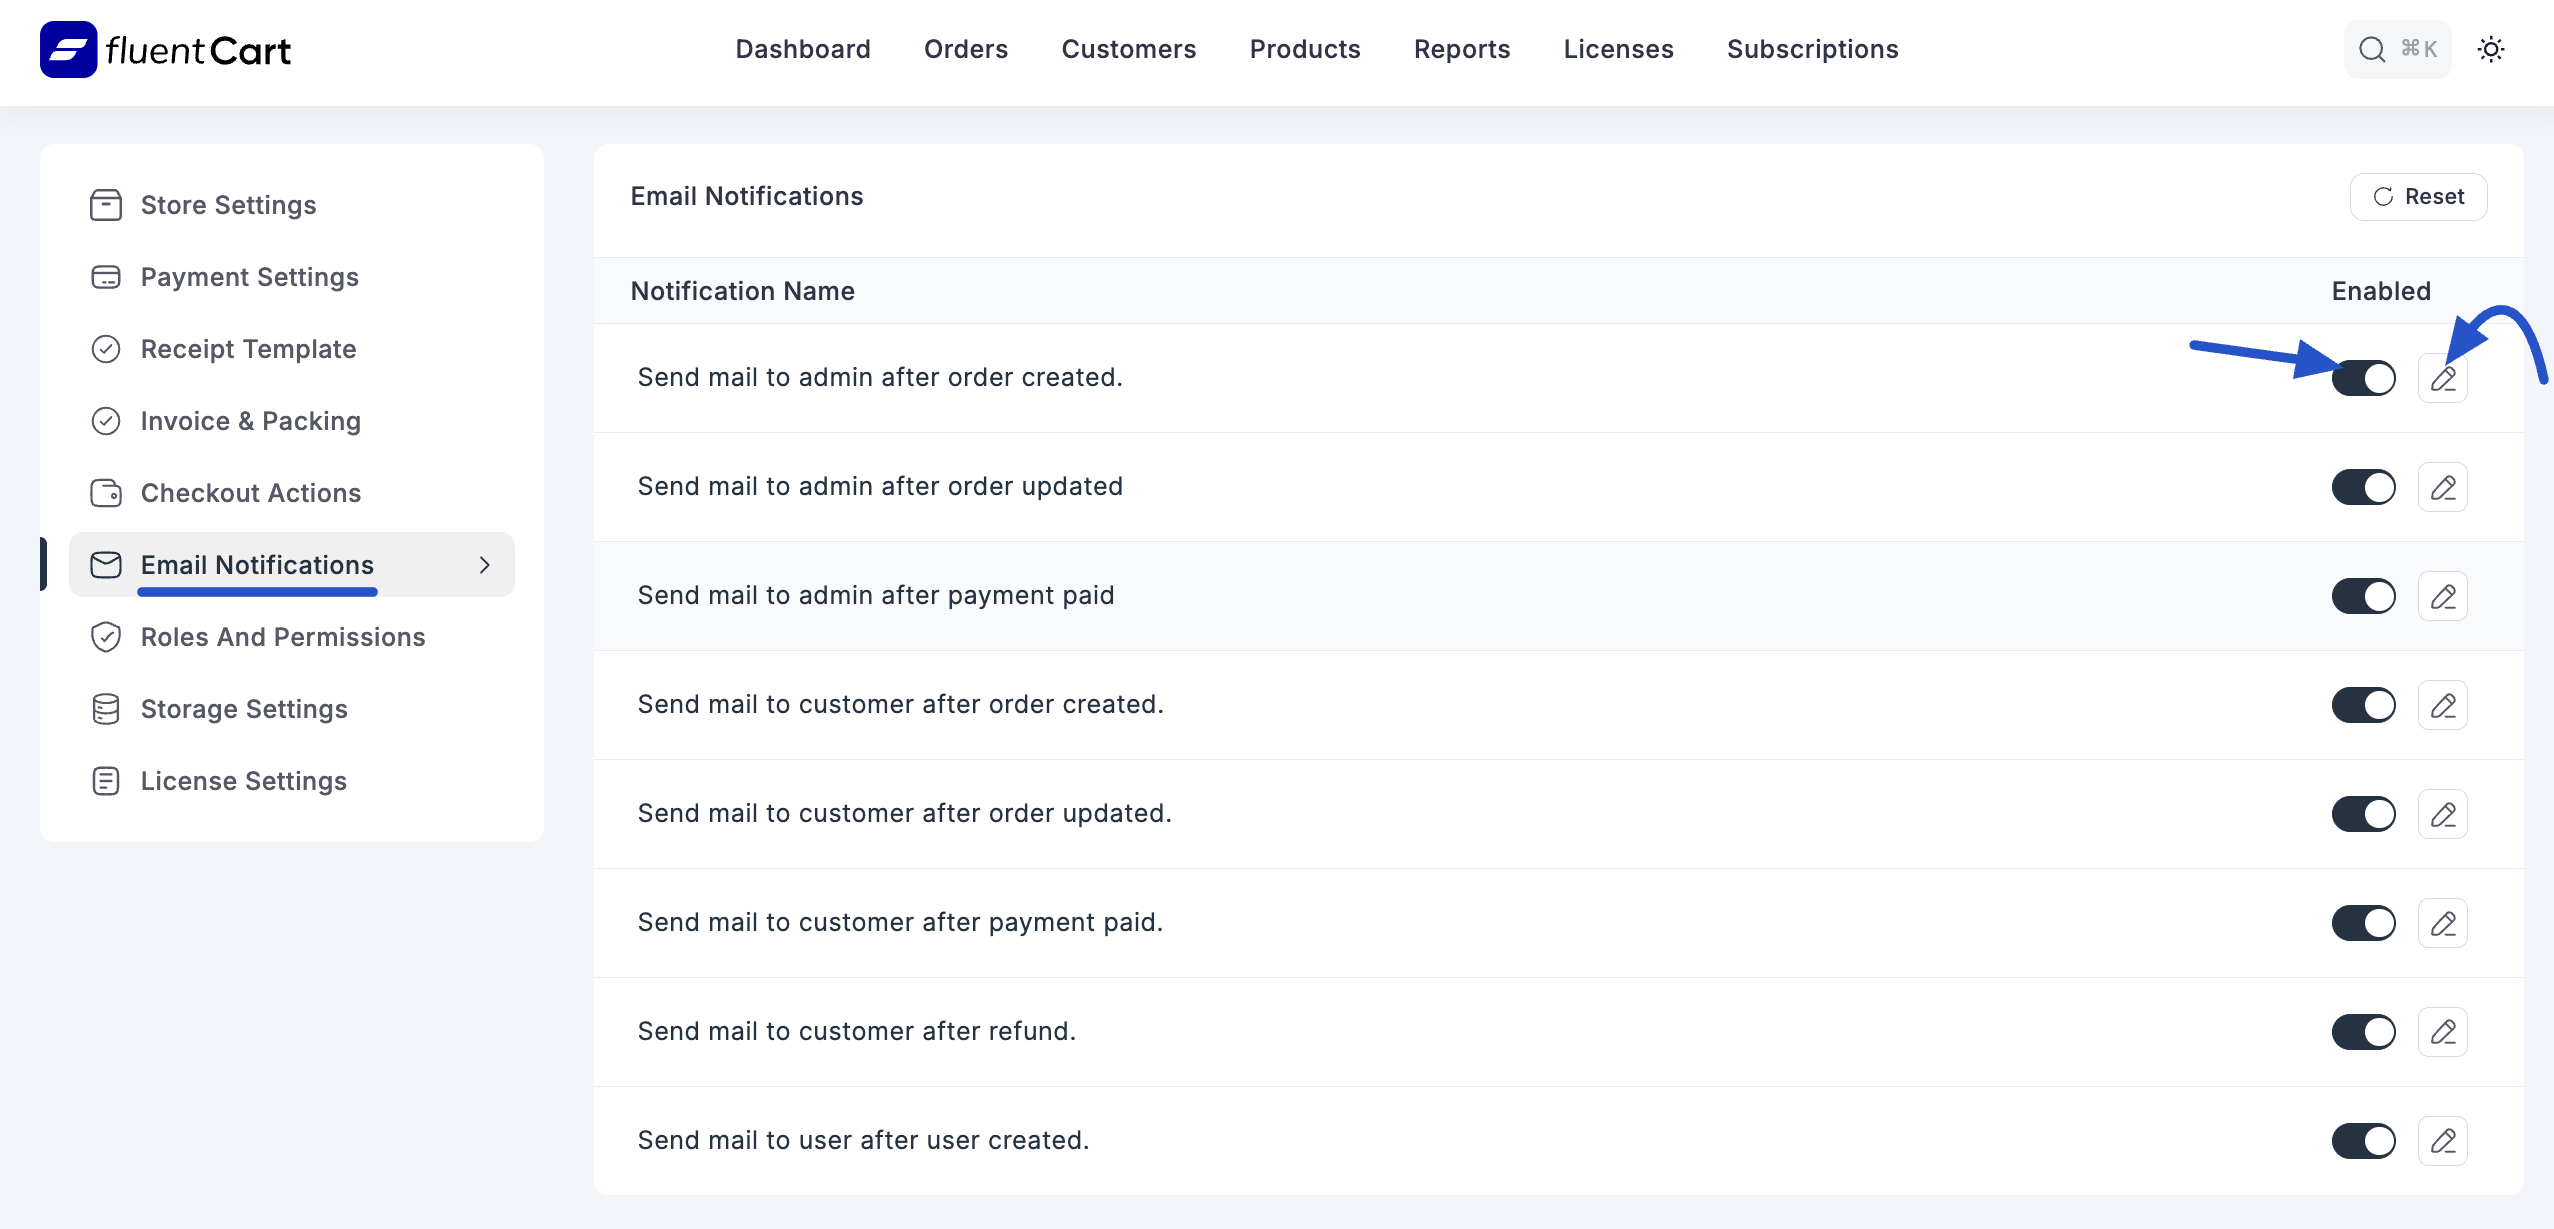 fluentCart
Dashboard Orders Customers Products Reports Licenses Subscriptions ⌘K
Store Settings
Payment Settings
Receipt Template
Invoice & Packing
Checkout Actions
Email Notifications
Roles And Permissions
Storage Settings
License Settings
Email Notifications Reset
Notification Name Enabled
Send mail to admin after order created.
Send mail to admin after order updated
Send mail to admin after payment paid
Send mail to customer after order created.
Send mail to customer after order updated.
Send mail to customer after payment paid.
Send mail to customer after refund.
Send mail to user after user created.